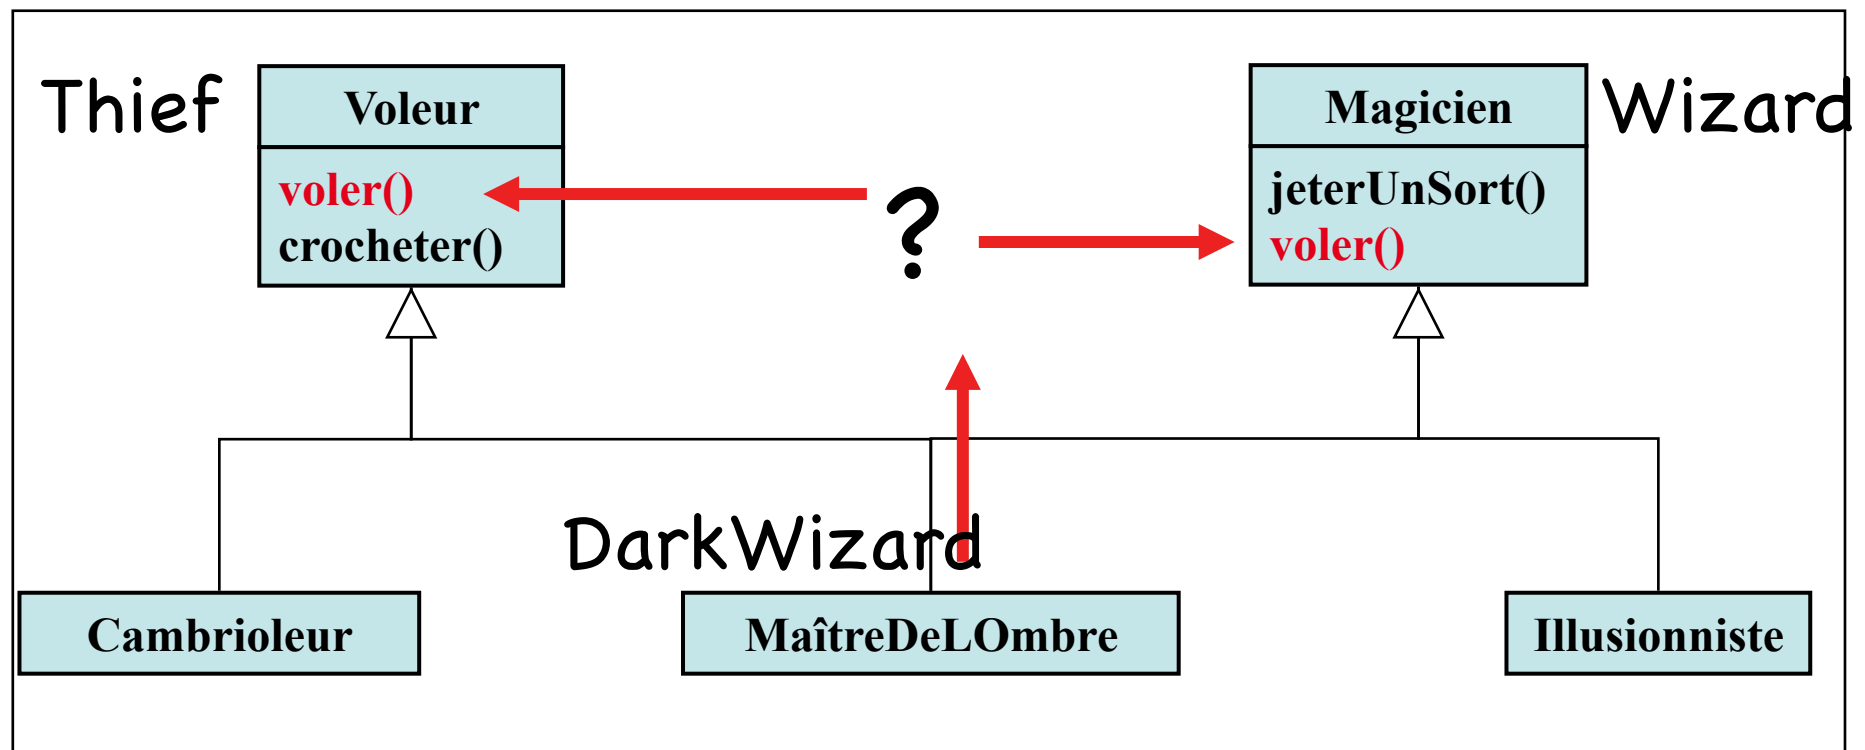 Thief
Voleur
Magicien
Wizard
voler()
crocheter()
?
jeterUnSort()
voler()
DarkWizard
Cambrioleur
MaîtreDeLOmbre
Illusionniste